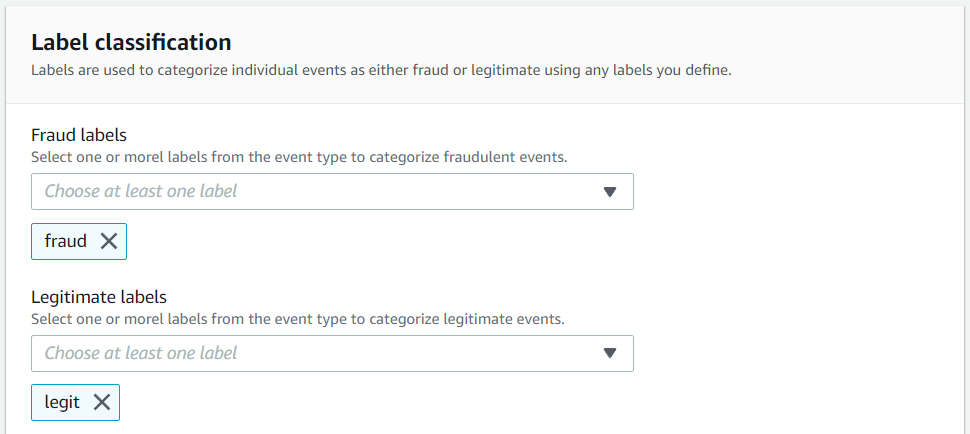 Label classification
Labels are used to categorize individual events as either fraud or legitimate using any labels you define.
Fraud labels
Select one or morel labels from the event type to categorize fraudulent events.
Choose at least one label
fraud
Legitimate labels
Select one or morel labels from the event type to categorize legitimate events.
Choose at least one label
legit